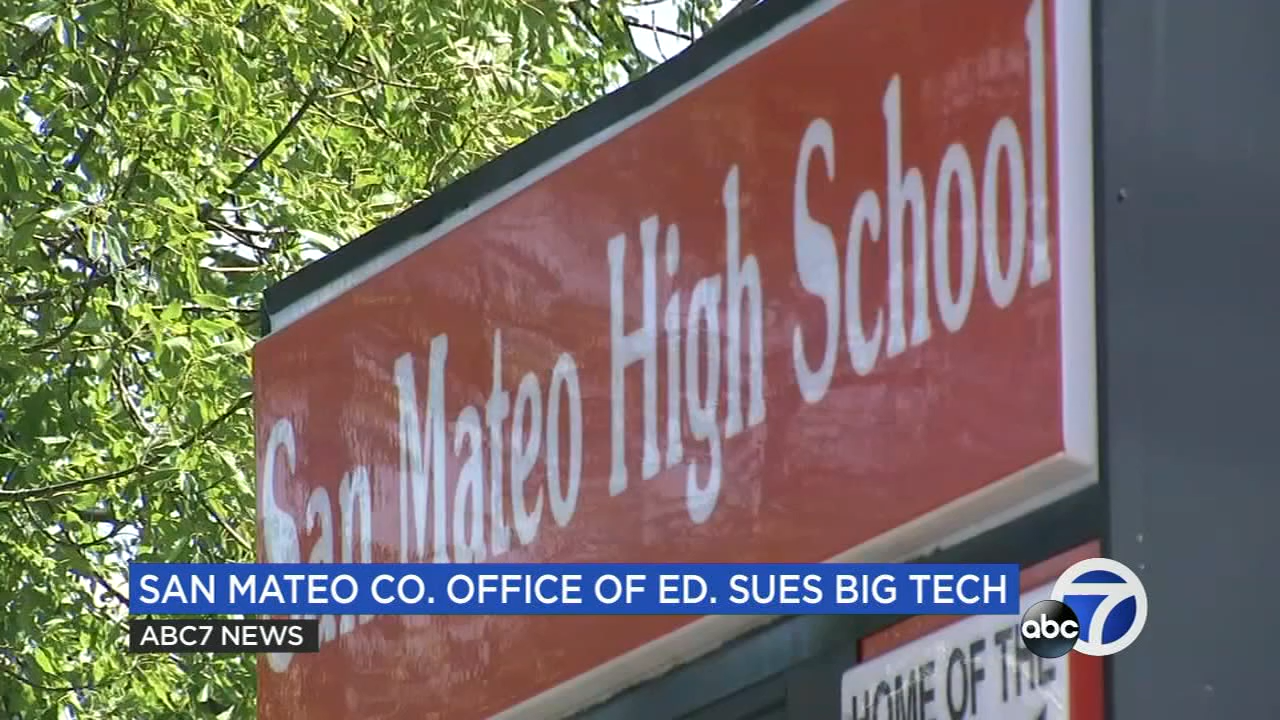 San Mateo High School
SAN MATEO CO. OFFICE OF ED. SUES BIG TECH
ABC7 NEWS
abc 7
HOME OF THE